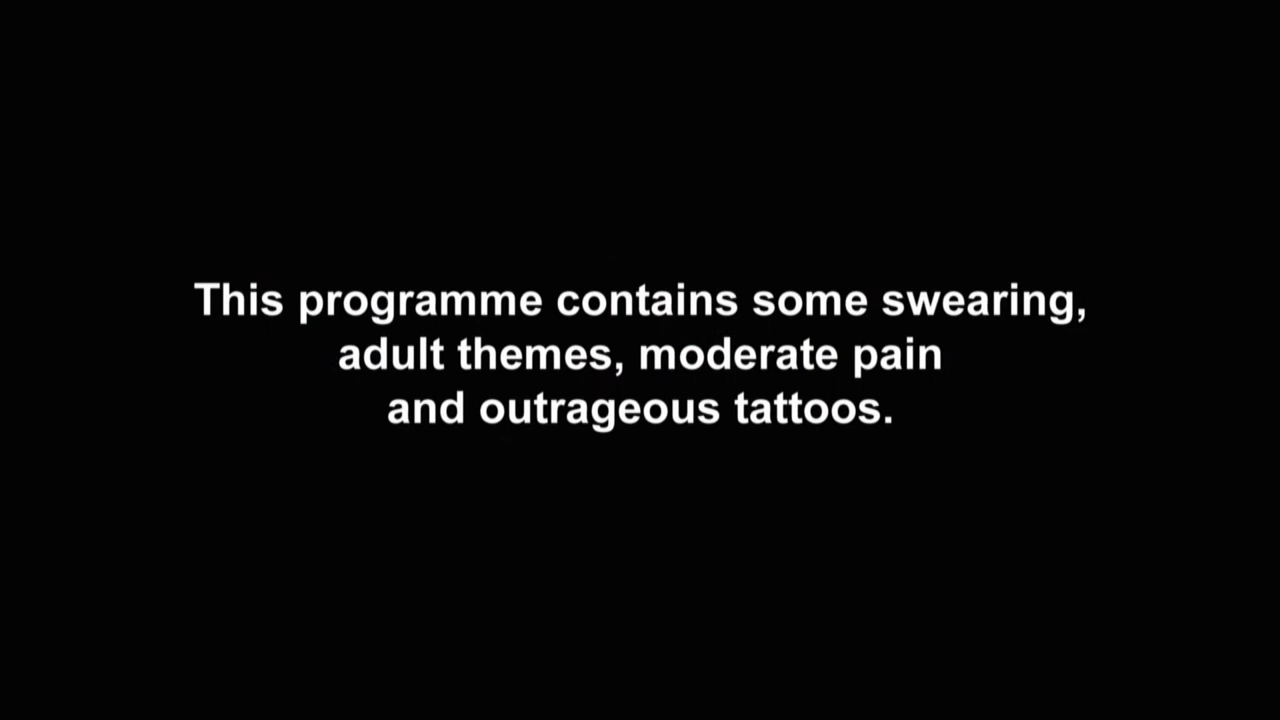 This programme contains some swearing,
adult themes, moderate pain
and outrageous tattoos.